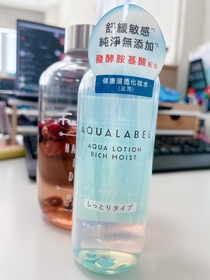 舒緩敏感
純淨無添加
發酵胺基酸配合
健康浸透化妝水
(滋潤)
AQUALABEL
AQUA LOTION
RICH MOIST
しっとりタイプ